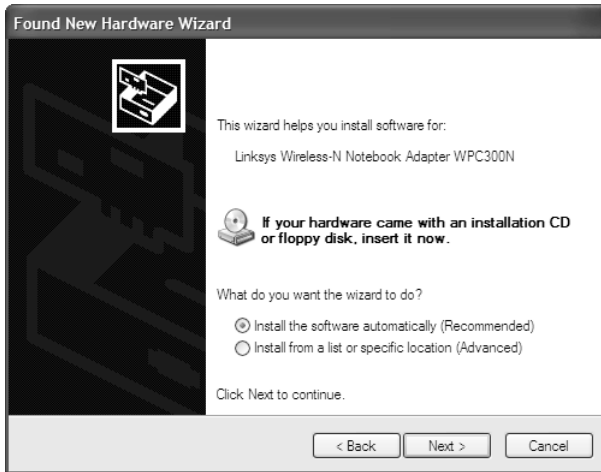 Found New Hardware Wizard
This wizard helps you install software for:
Linksys Wireless-N Notebook Adapter WPC300N
If your hardware came with an installation CD
or floppy disk, insert it now.
What do you want the wizard to do?
Install the software automatically (Recommended)
Install from a list or specific location (Advanced)
Click Next to continue.
< Back Next > Cancel